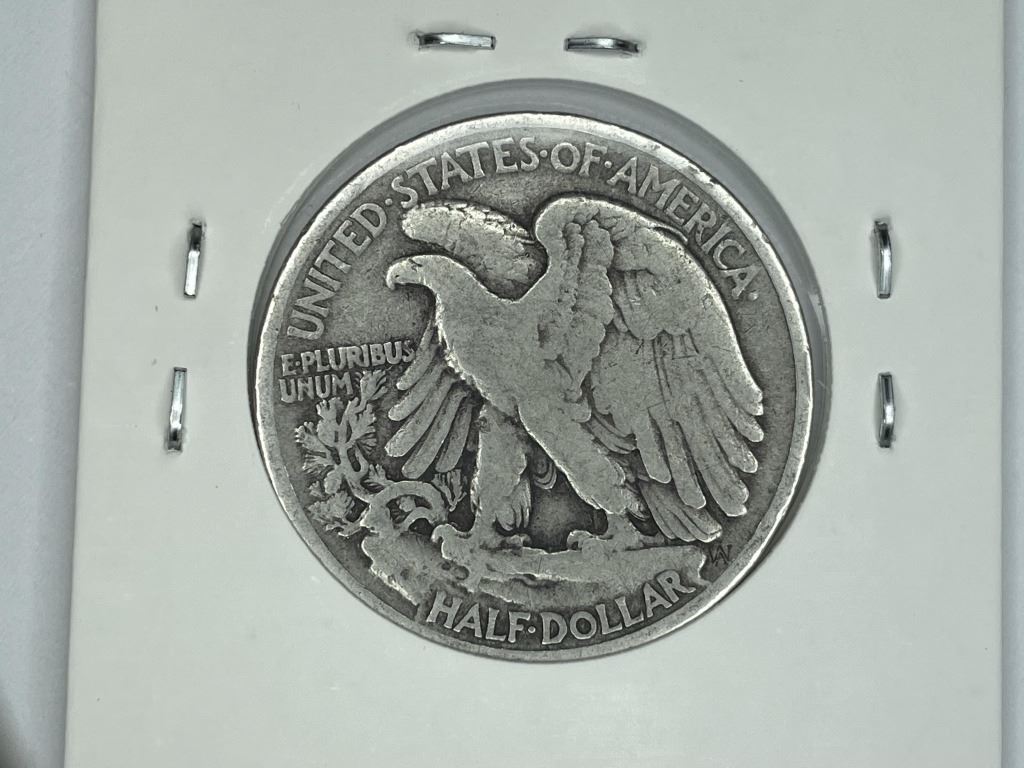 UNITED·STATES·OF·AMERICA·
E·PLURIBUS
UNUM
HALF·DOLLAR
AW